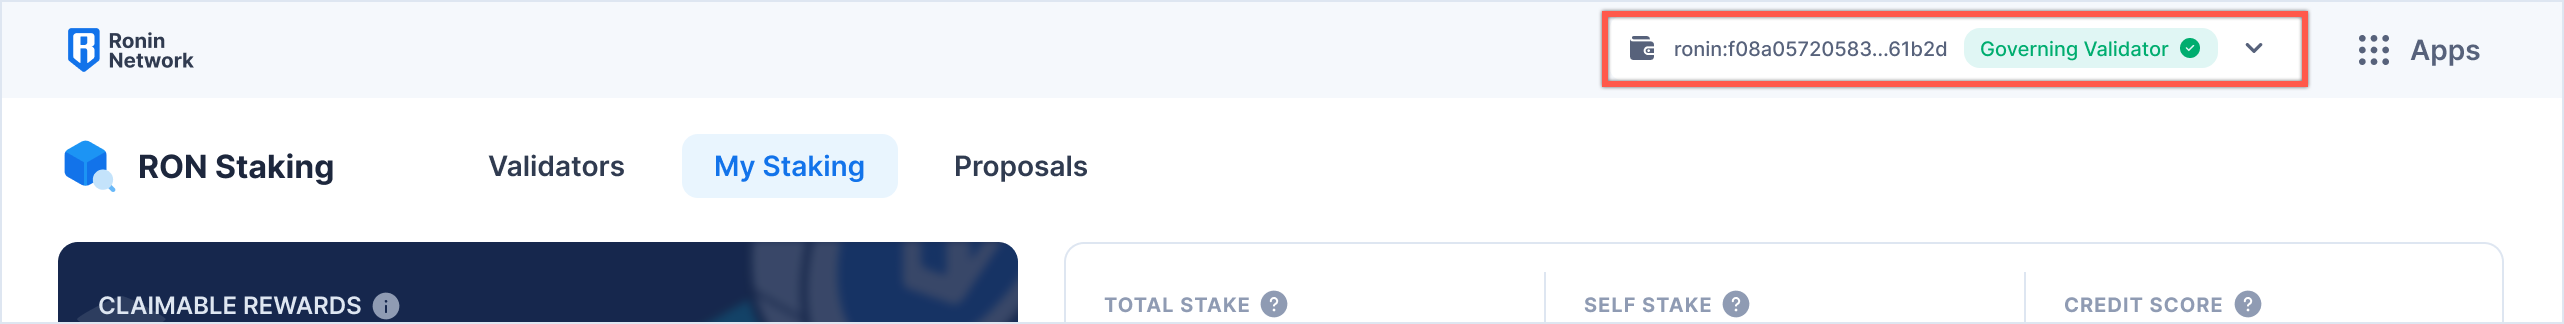 Ronin
Network
ronin:f08a05720583...61b2d Governing Validator
Apps
RON Staking Validators My Staking Proposals
CLAIMABLE REWARDS
TOTAL STAKE
SELF STAKE
CREDIT SCORE